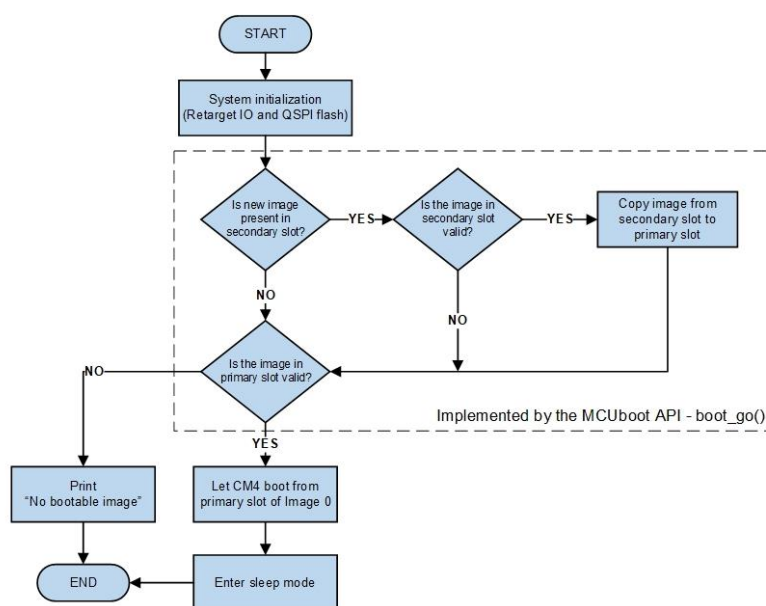 START
System initialization
(Retarget IO and QSPI flash)
Is new image
present in
secondary slot?
YES
Is the image in
secondary slot
valid?
YES
Copy image from
secondary slot to
primary slot
NO
NO
Is the image in
primary slot valid?
NO
Implemented by the MCUboot API - boot_go()
YES
Print
“No bootable image”
Let CM4 boot from
primary slot of Image 0
END
Enter sleep mode